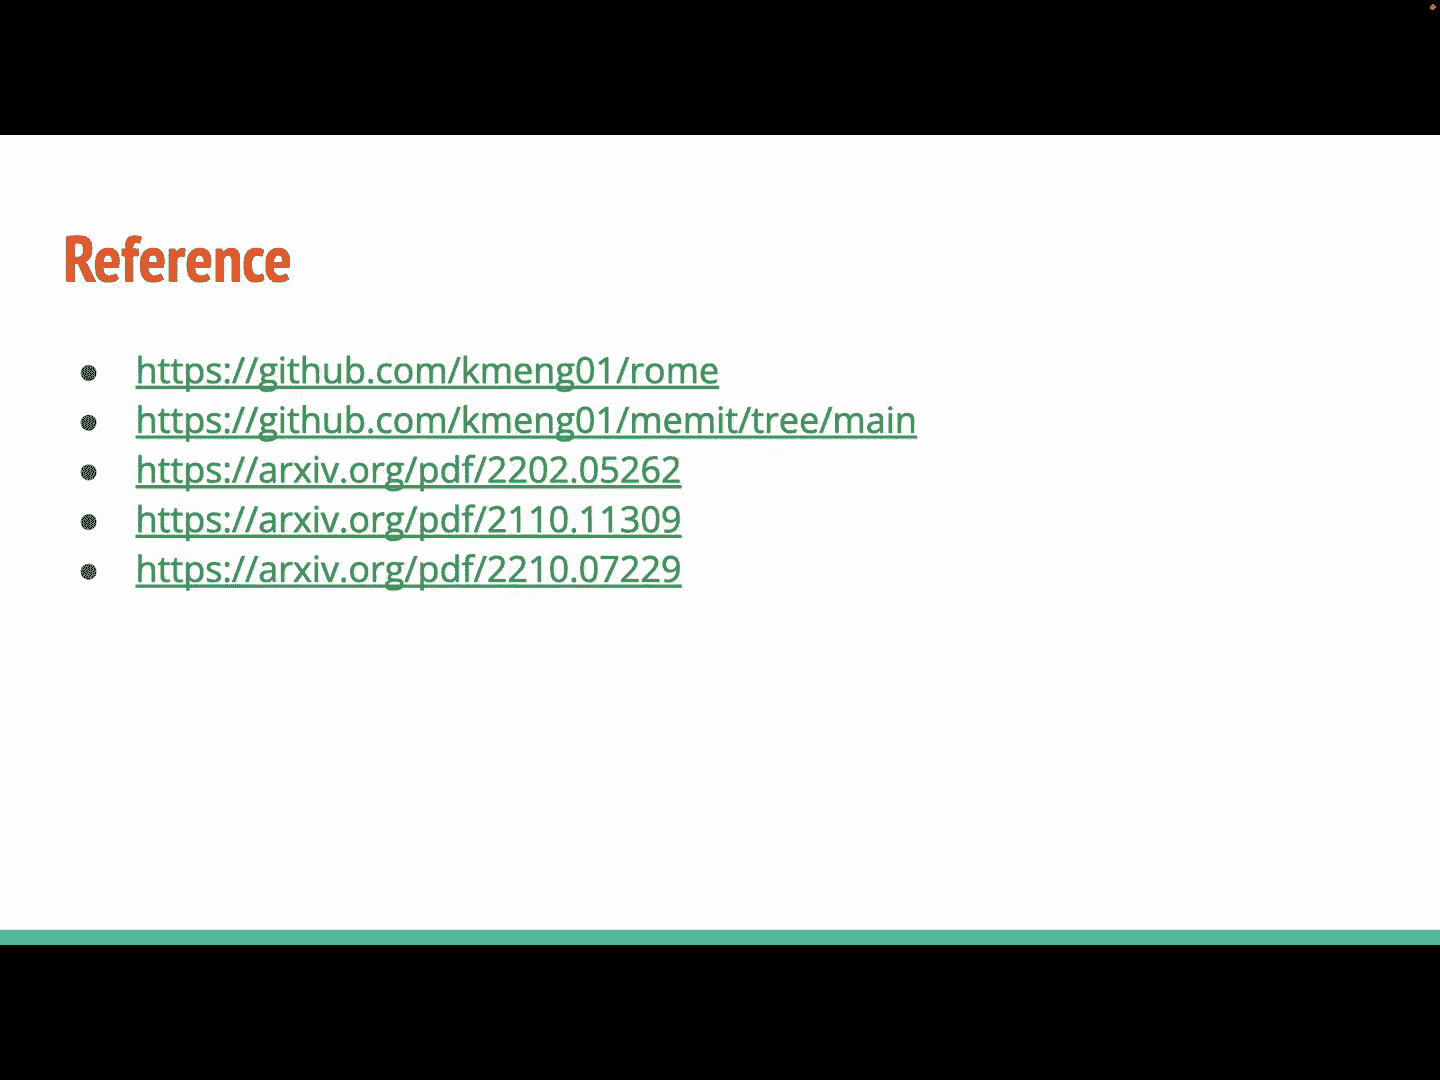 Reference
https://github.com/kmeng01/rome
https://github.com/kmeng01/memit/tree/main
https://arxiv.org/pdf/2202.05262
https://arxiv.org/pdf/2110.11309
https://arxiv.org/pdf/2210.07229